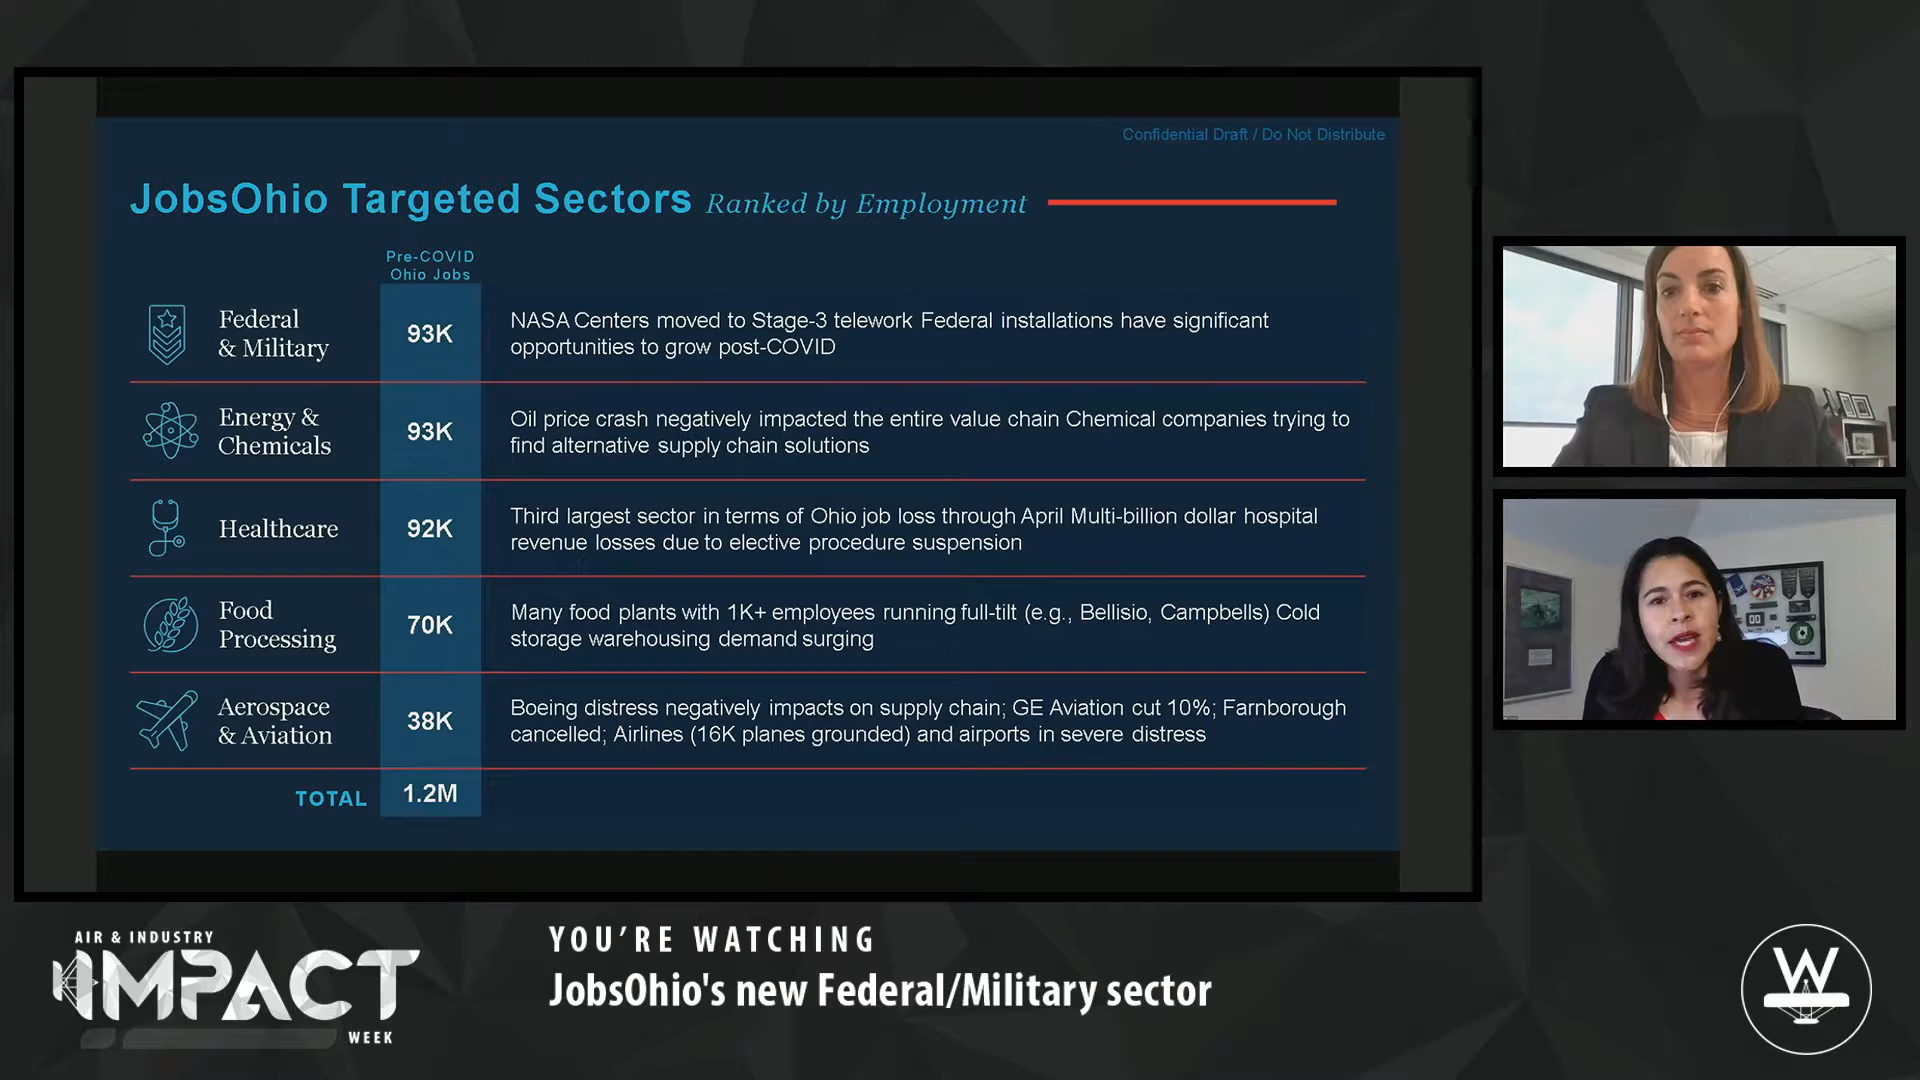 Confidential Draft / Do Not Distribute
JobsOhio Targeted Sectors Ranked by Employment
Pre-COVID
Ohio Jobs
Federal
& Military
93K
NASA Centers moved to Stage-3 telework Federal installations have significant
opportunities to grow post-COVID
Energy &
Chemicals
93K
Oil price crash negatively impacted the entire value chain Chemical companies trying to
find alternative supply chain solutions
Healthcare
92K
Third largest sector in terms of Ohio job loss through April Multi-billion dollar hospital
revenue losses due to elective procedure suspension
Food
Processing
70K
Many food plants with 1K+ employees running full-tilt (e.g., Bellisio, Campbells) Cold
storage warehousing demand surging
Aerospace
& Aviation
38K
Boeing distress negatively impacts on supply chain; GE Aviation cut 10%; Farnborough
cancelled; Airlines (16K planes grounded) and airports in severe distress
TOTAL 1.2M
AIR & INDUSTRY
IMPACT
WEEK
YOU'RE WATCHING
JobsOhio's new Federal/Military sector
W